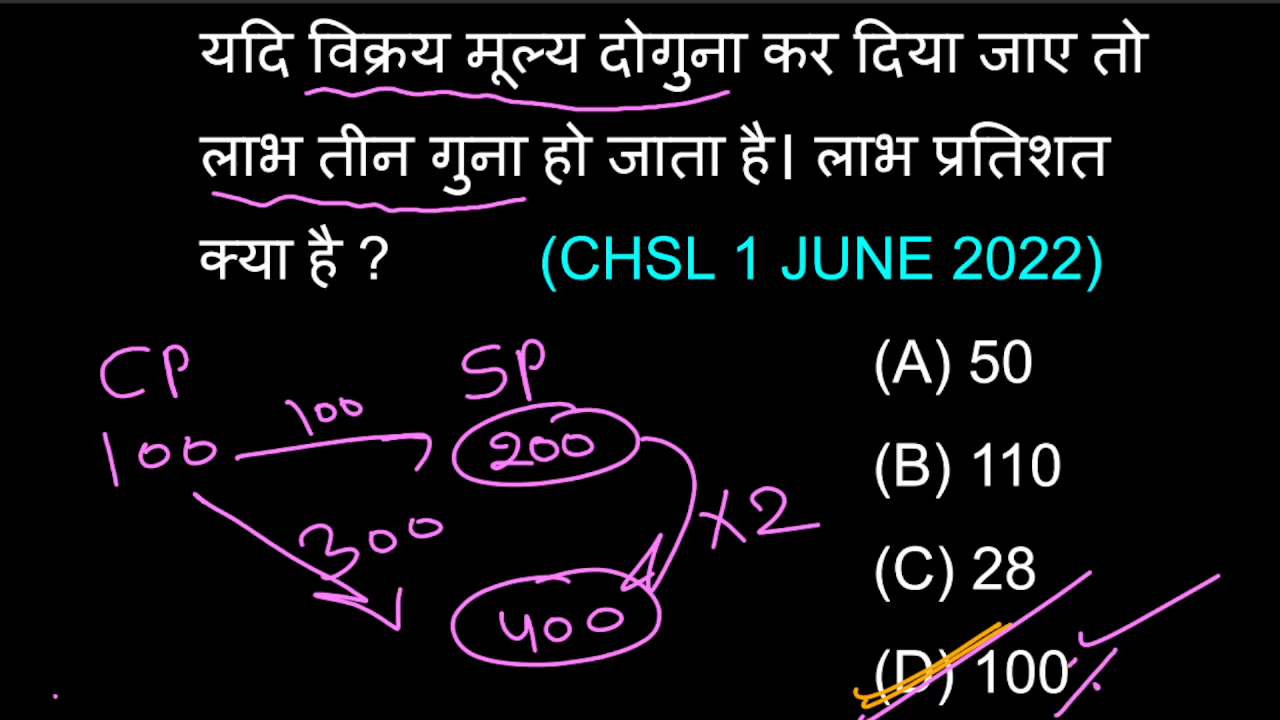 यदि विक्रय मूल्य दोगुना कर दिया जाए तो
लाभ तीन गुना हो जाता है। लाभ प्रतिशत
क्या है ? (CHSL 1 JUNE 2022)
(A) 50
CP SP
100
100 200
(B) 110
300 ×2
(C) 28
400
(D) 100%